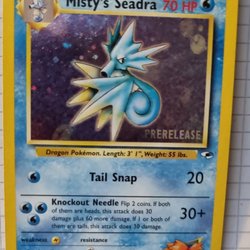 Misty's Seadra 70 HP
PRERELEASE
Dragon Pokémon. Length: 3' 11", Weight: 55 lbs.
Tail Snap 20
Knockout Needle Flip 2 coins. If both
of them are heads, this attack does 30
damage plus 60 more damage. If 1 or both of
them are tails, this attack does 30
damage. 30+
weakness resistance